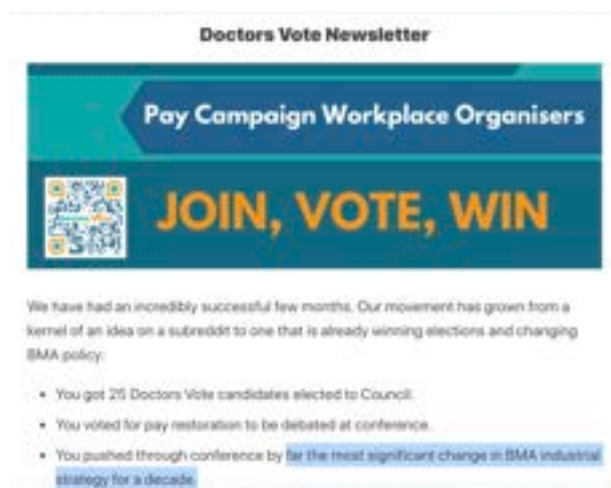 Doctors Vote Newsletter
Pay Campaign Workplace Organisers
JOIN, VOTE, WIN
We have had an incredibly successful few months. Our movement has grown from a
kernel of an idea on a subreddit to one that is already winning elections and changing
BMA policy:
• You got 25 Doctors Vote candidates elected to Council.
• You voted for pay restoration to be debated at conference.
• You pushed through conference by far the most significant change in BMA industrial
strategy for a decade.